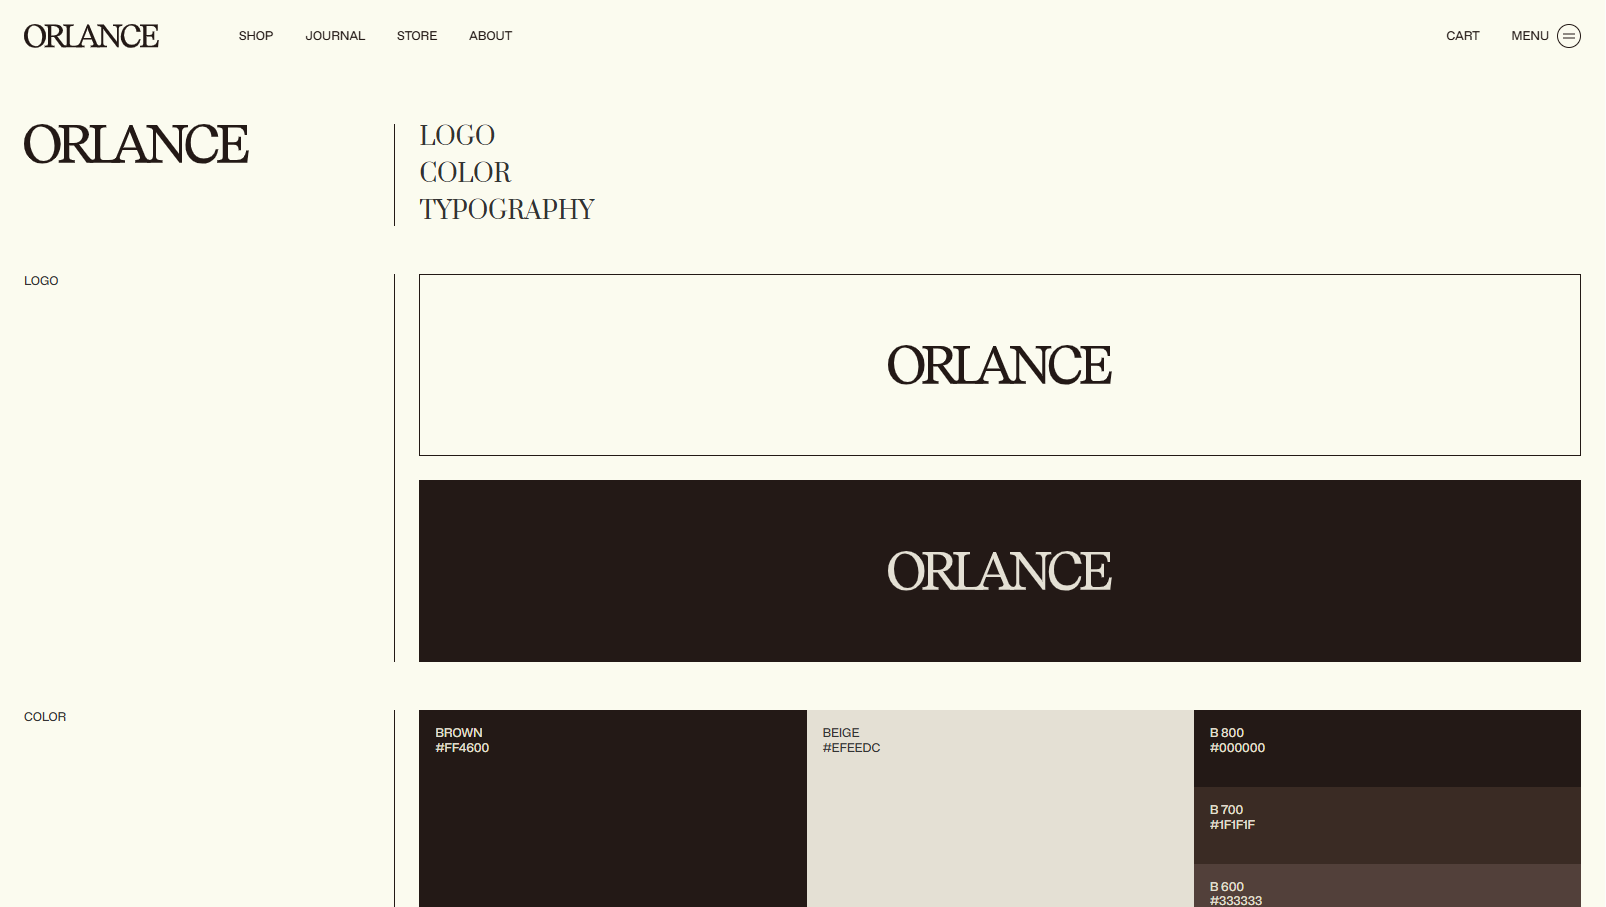 ORLANCE
SHOP
JOURNAL
STORE
ABOUT
CART
MENU
ORLANCE
LOGO
COLOR
TYPOGRAPHY
LOGO
ORLANCE
ORLANCE
COLOR
BROWN
#FF4600
BEIGE
#EFEEDC
B 800
#000000
B 700
#1F1F1F
B 600
#333333